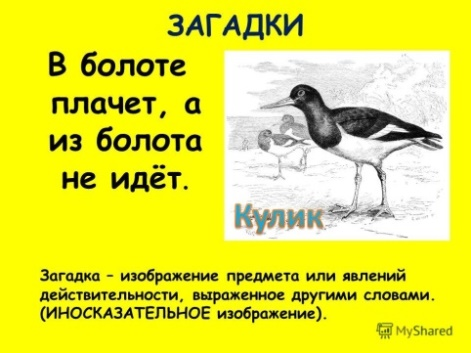 ЗАГАДКИ
В болоте
плачет, а
из болота
не идёт.
Кулик
Загадка – изображение предмета или явлений
действительности, выраженное другими словами.
(ИНОСКАЗАТЕЛЬНОЕ изображение).
MyShared